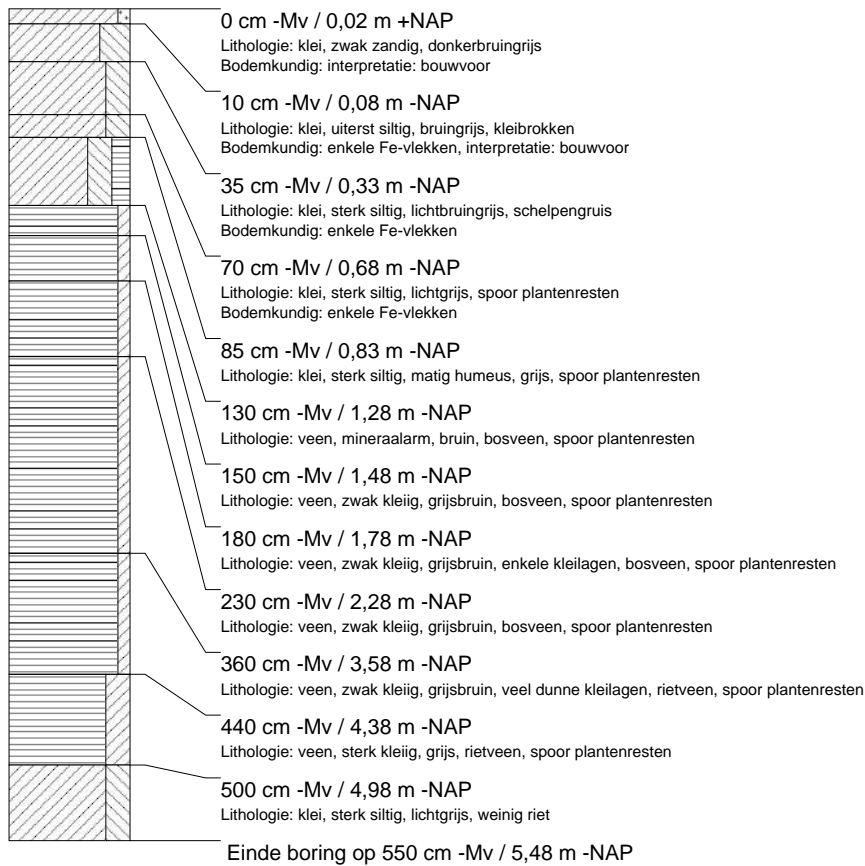 0 cm -Mv / 0,02 m +NAP
Lithologie: klei, zwak zandig, donkerbruingrijs
Bodemkundig: interpretatie: bouwvoor
10 cm -Mv / 0,08 m -NAP
Lithologie: klei, uiterst siltig, bruingrijs, kleibrokken
Bodemkundig: enkele Fe-vlekken, interpretatie: bouwvoor
35 cm -Mv / 0,33 m -NAP
Lithologie: klei, sterk siltig, lichtbruingrijs, schelpengruis
Bodemkundig: enkele Fe-vlekken
70 cm -Mv / 0,68 m -NAP
Lithologie: klei, sterk siltig, lichtgrijs, spoor plantenresten
Bodemkundig: enkele Fe-vlekken
85 cm -Mv / 0,83 m -NAP
Lithologie: klei, sterk siltig, matig humeus, grijs, spoor plantenresten
130 cm -Mv / 1,28 m -NAP
Lithologie: veen, mineraalarm, bruin, bosveen, spoor plantenresten
150 cm -Mv / 1,48 m -NAP
Lithologie: veen, zwak kleiig, grijsbruin, bosveen, spoor plantenresten
180 cm -Mv / 1,78 m -NAP
Lithologie: veen, zwak kleiig, grijsbruin, enkele kleilagen, bosveen, spoor plantenresten
230 cm -Mv / 2,28 m -NAP
Lithologie: veen, zwak kleiig, grijsbruin, bosveen, spoor plantenresten
360 cm -Mv / 3,58 m -NAP
Lithologie: veen, zwak kleiig, grijsbruin, veel dunne kleilagen, rietveen, spoor plantenresten
440 cm -Mv / 4,38 m -NAP
Lithologie: veen, sterk kleiig, grijs, rietveen, spoor plantenresten
500 cm -Mv / 4,98 m -NAP
Lithologie: klei, sterk siltig, lichtgrijs, weinig riet
Einde boring op 550 cm -Mv / 5,48 m -NAP